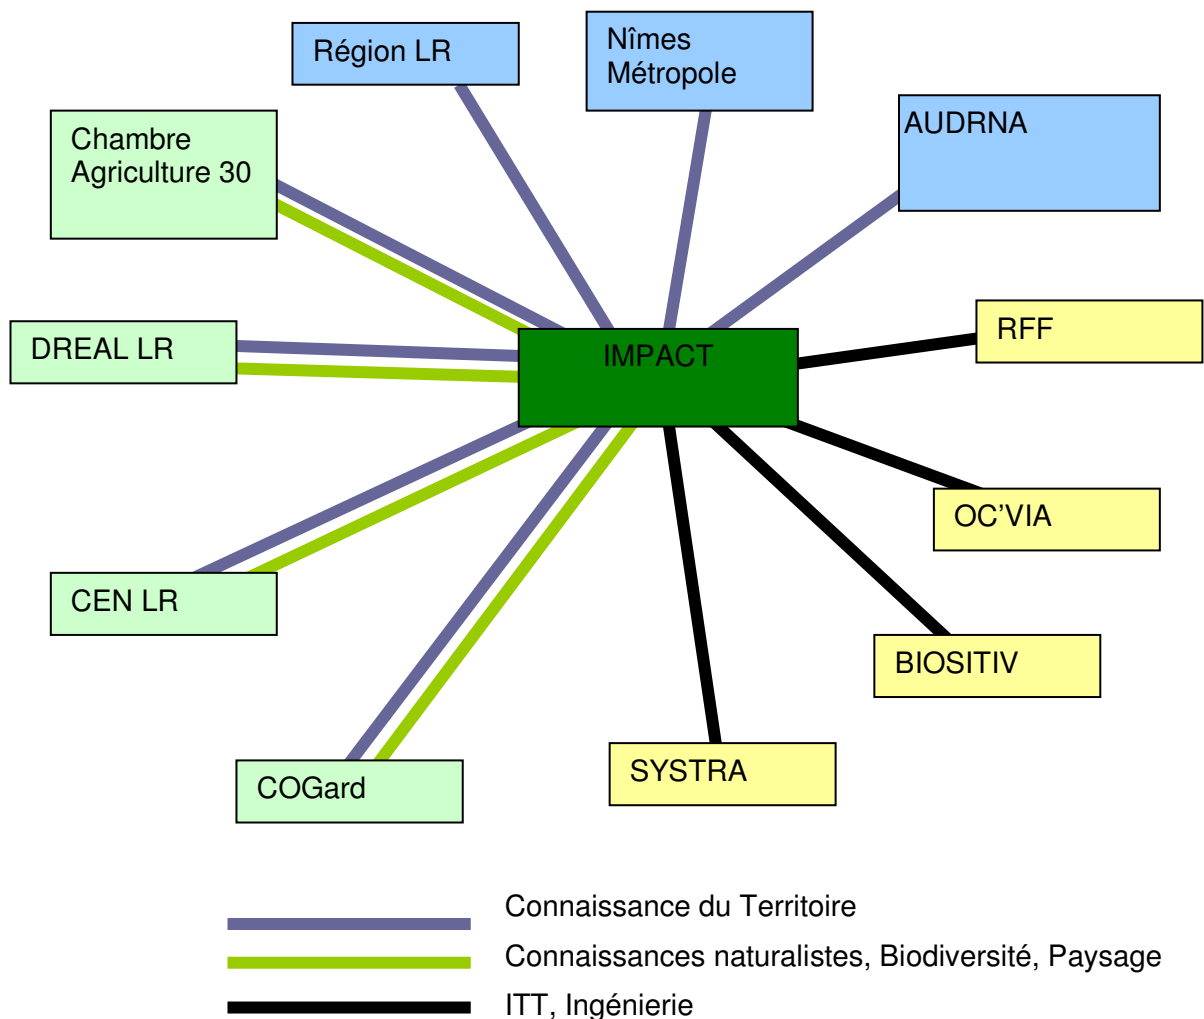 Région LR
Nîmes
Métropole
AUDRNA
Chambre
Agriculture 30
DREAL LR
IMPACT
RFF
OC’VIA
CEN LR
BIOSITIV
COGard
SYSTRA
Connaissance du Territoire
Connaissances naturalistes, Biodiversité, Paysage
ITT, Ingénierie